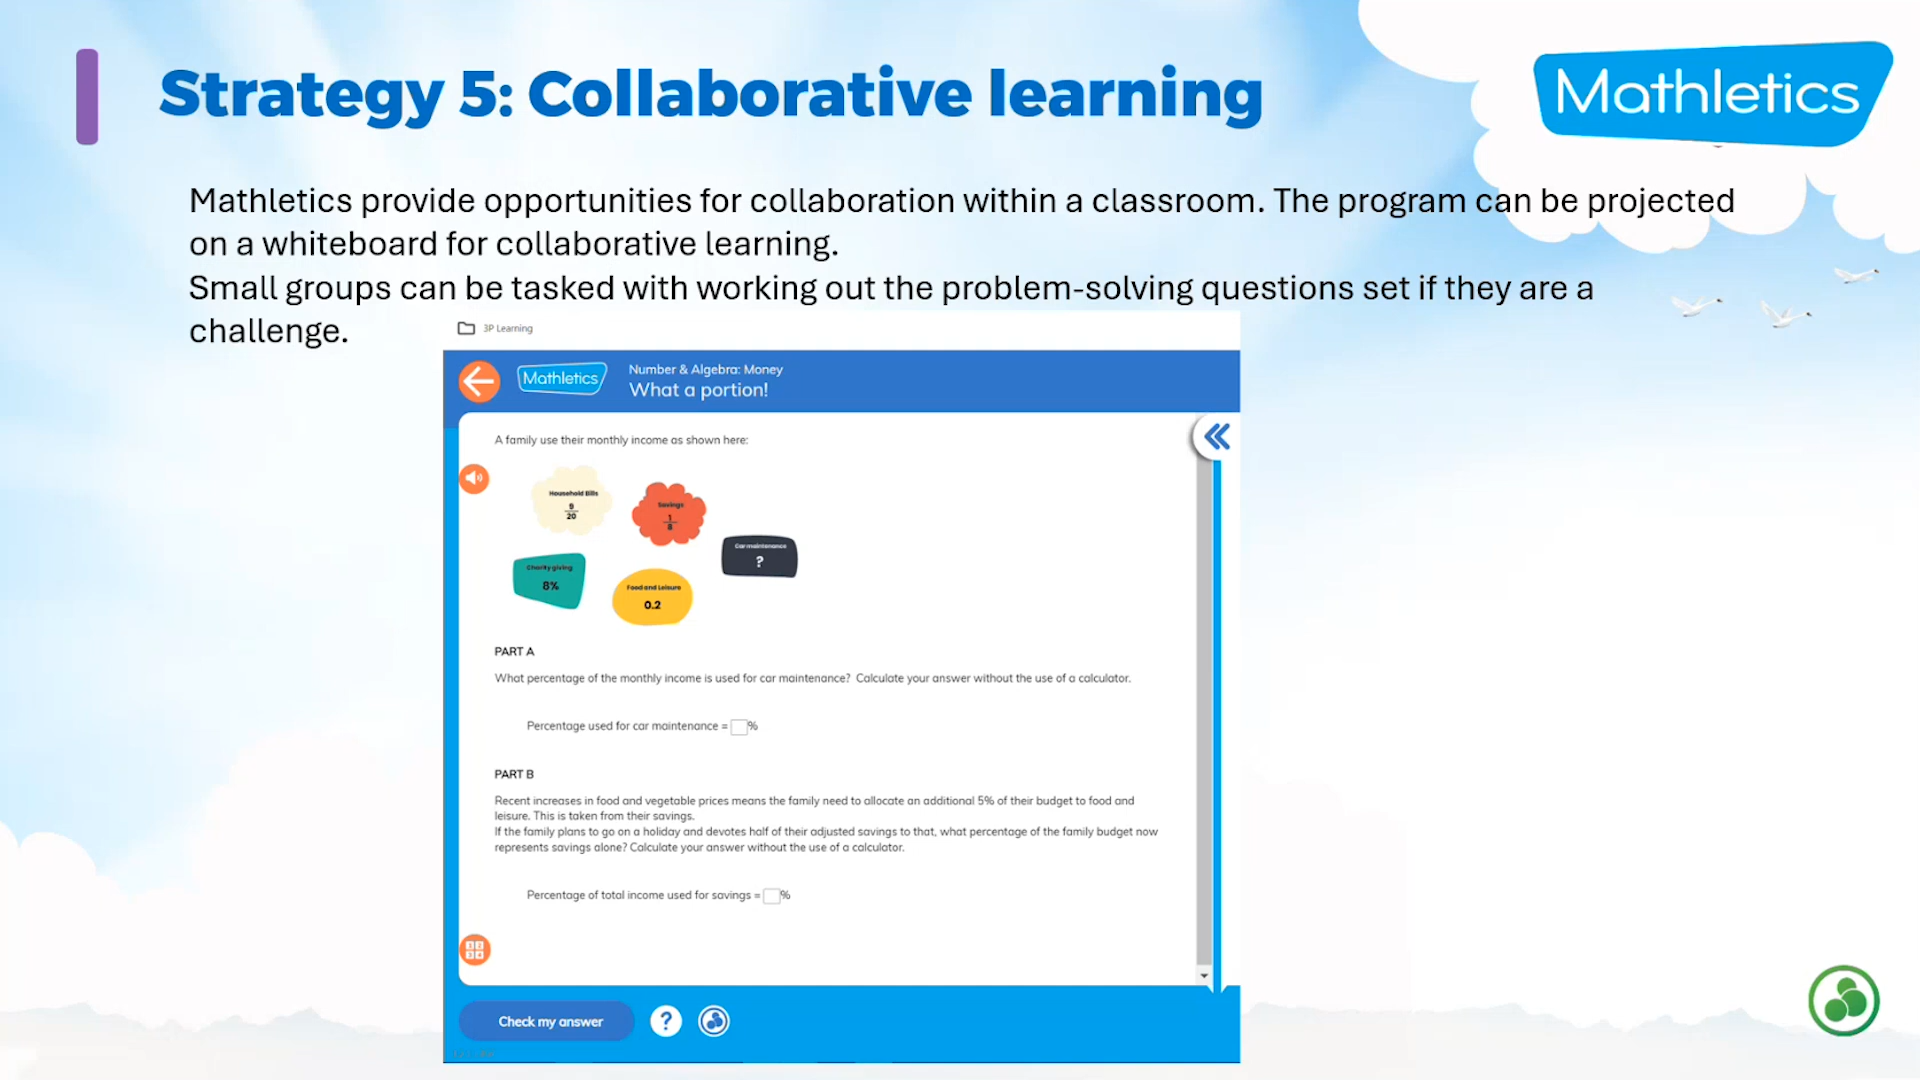 Strategy 5: Collaborative learning
Mathletics
Mathletics provide opportunities for collaboration within a classroom. The program can be projected
on a whiteboard for collaborative learning.
Small groups can be tasked with working out the problem-solving questions set if they are a
challenge.
3P Learning
Mathletics
Number & Algebra: Money
What a portion!
A family use their monthly income as shown here:
Household Bills
9
20
Savings
1
8
Car maintenance
?
Charity giving
8%
Food and Leisure
0.2
PART A
What percentage of the monthly income is used for car maintenance? Calculate your answer without the use of a calculator.
Percentage used for car maintenance = %
PART B
Recent increases in food and vegetable prices means the family need to allocate an additional 5% of their budget to food and
leisure. This is taken from their savings.
If the family plans to go on a holiday and devotes half of their adjusted savings to that, what percentage of the family budget now
represents savings alone? Calculate your answer without the use of a calculator.
Percentage of total income used for savings = %
Check my answer
?